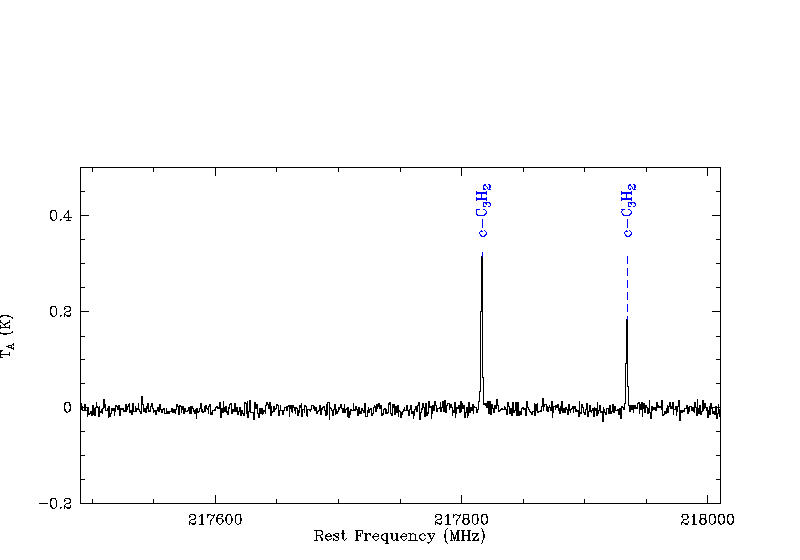 c-C3H2
c-C3H2
0.4
0.2
0
-0.2
TA (K)
217600
217800
218000
Rest Frequency (MHz)